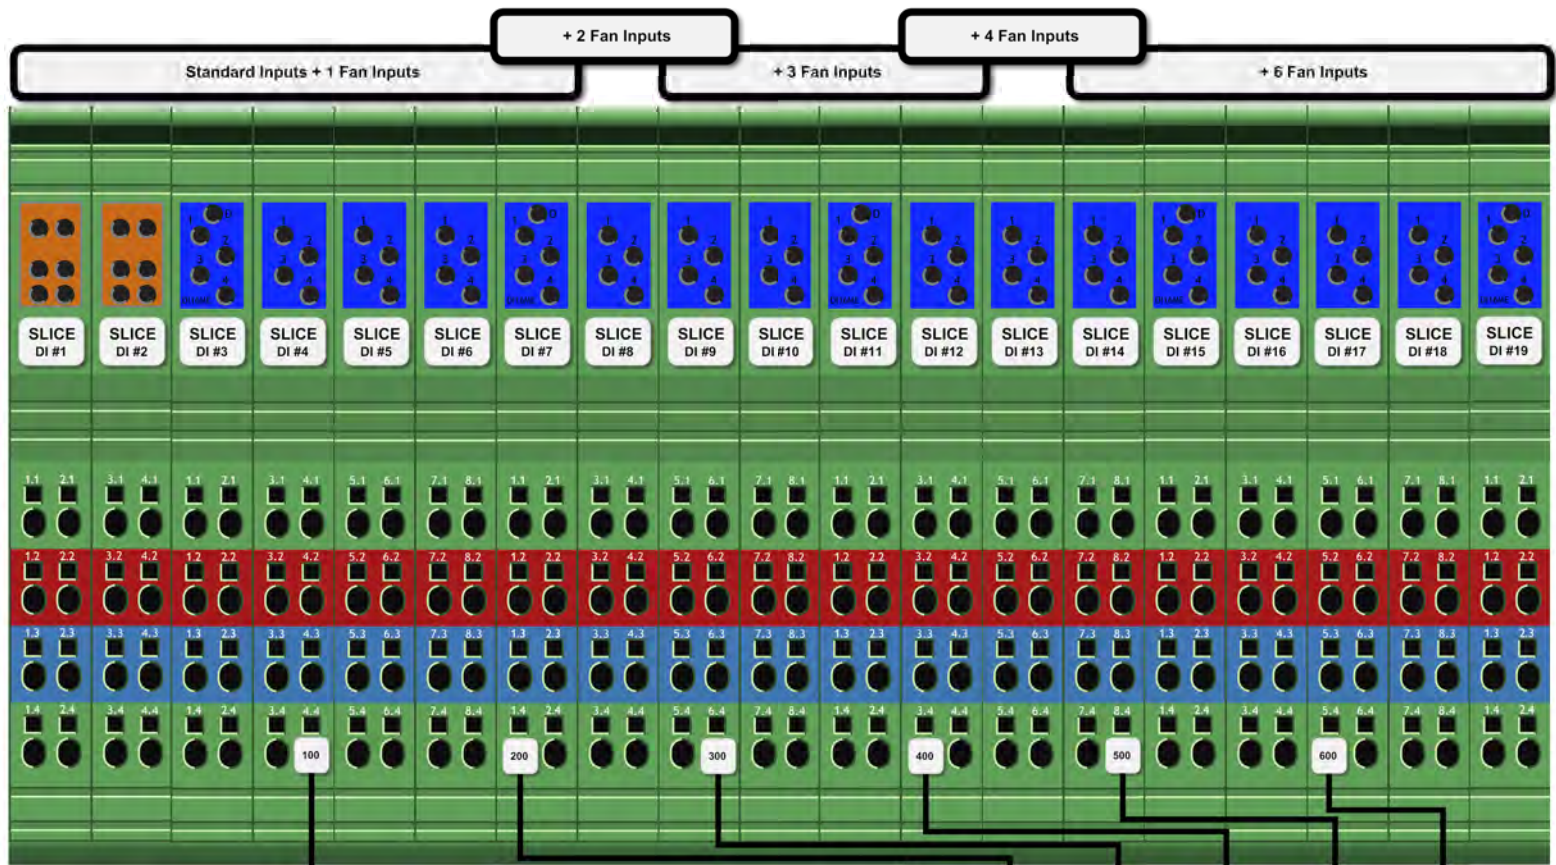 + 2 Fan Inputs + 4 Fan Inputs
Standard Inputs + 1 Fan Inputs + 3 Fan Inputs + 6 Fan Inputs
SLICE SLICE SLICE SLICE SLICE SLICE SLICE SLICE SLICE SLICE SLICE SLICE SLICE SLICE SLICE SLICE SLICE SLICE SLICE
DI #1 DI #2 DI #3 DI #4 DI #5 DI #6 DI #7 DI #8 DI #9 DI #10 DI #11 DI #12 DI #13 DI #14 DI #15 DI #16 DI #17 DI #18 DI #19
1.1 2.1 3.1 4.1 1.1 2.1 3.1 4.1 5.1 6.1 7.1 8.1 1.1 2.1 3.1 4.1 5.1 6.1 7.1 8.1 1.1 2.1 3.1 4.1 5.1 6.1 7.1 8.1 1.1 2.1 3.1 4.1 5.1 6.1 7.1 8.1 1.1 2.1
1.2 2.2 3.2 4.2 1.2 2.2 3.2 4.2 5.2 6.2 7.2 8.2 1.2 2.2 3.2 4.2 5.2 6.2 7.2 8.2 1.2 2.2 3.2 4.2 5.2 6.2 7.2 8.2 1.2 2.2 3.2 4.2 5.2 6.2 7.2 8.2 1.2 2.2
1.3 2.3 3.3 4.3 1.3 2.3 3.3 4.3 5.3 6.3 7.3 8.3 1.3 2.3 3.3 4.3 5.3 6.3 7.3 8.3 1.3 2.3 3.3 4.3 5.3 6.3 7.3 8.3 1.3 2.3 3.3 4.3 5.3 6.3 7.3 8.3 1.3 2.3
1.4 2.4 3.4 4.4 1.4 2.4 3.4 4.4 5.4 6.4 7.4 8.4 1.4 2.4 3.4 4.4 5.4 6.4 7.4 8.4 1.4 2.4 3.4 4.4 5.4 6.4 7.4 8.4 1.4 2.4 3.4 4.4 5.4 6.4 7.4 8.4 1.4 2.4
100 200 300 400 500 600